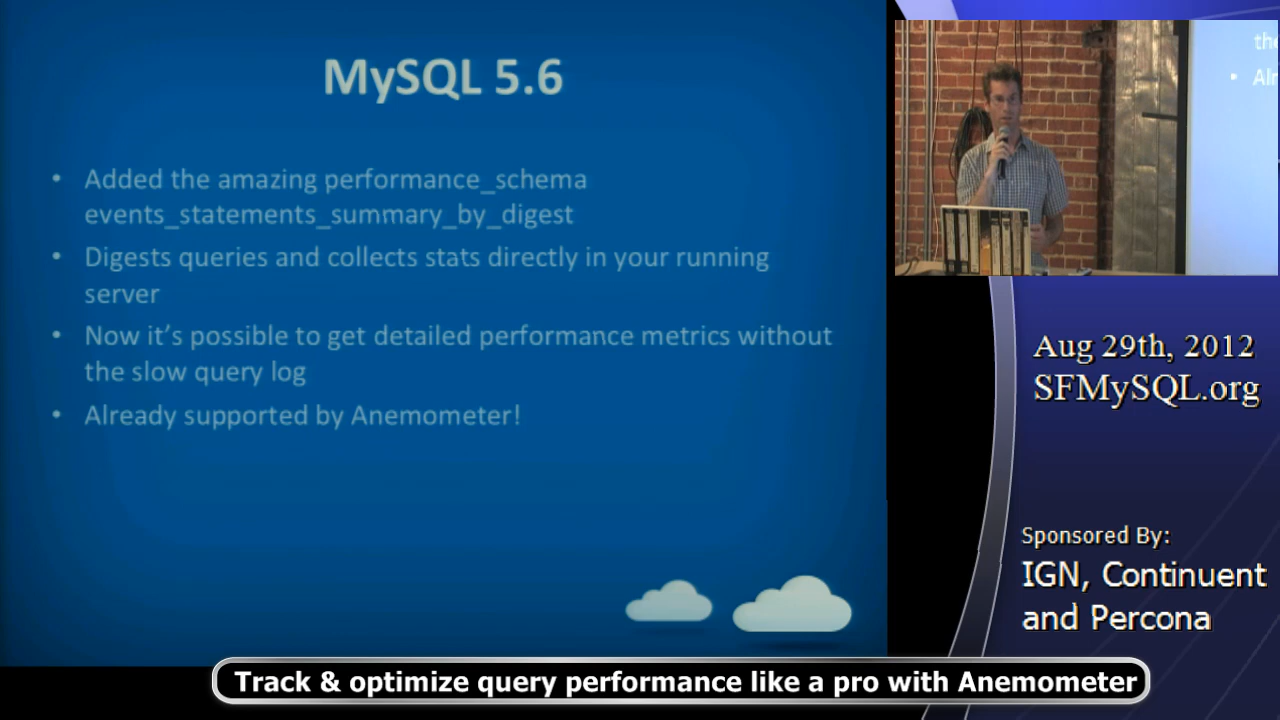 MySQL 5.6
• Added the amazing performance_schema
events_statements_summary_by_digest
• Digests queries and collects stats directly in your running
server
• Now it's possible to get detailed performance metrics without
the slow query log
• Already supported by Anemometer!
Aug 29th, 2012
SFMySQL.org
Sponsored By:
IGN, Continuent
and Percona
Track & optimize query performance like a pro with Anemometer